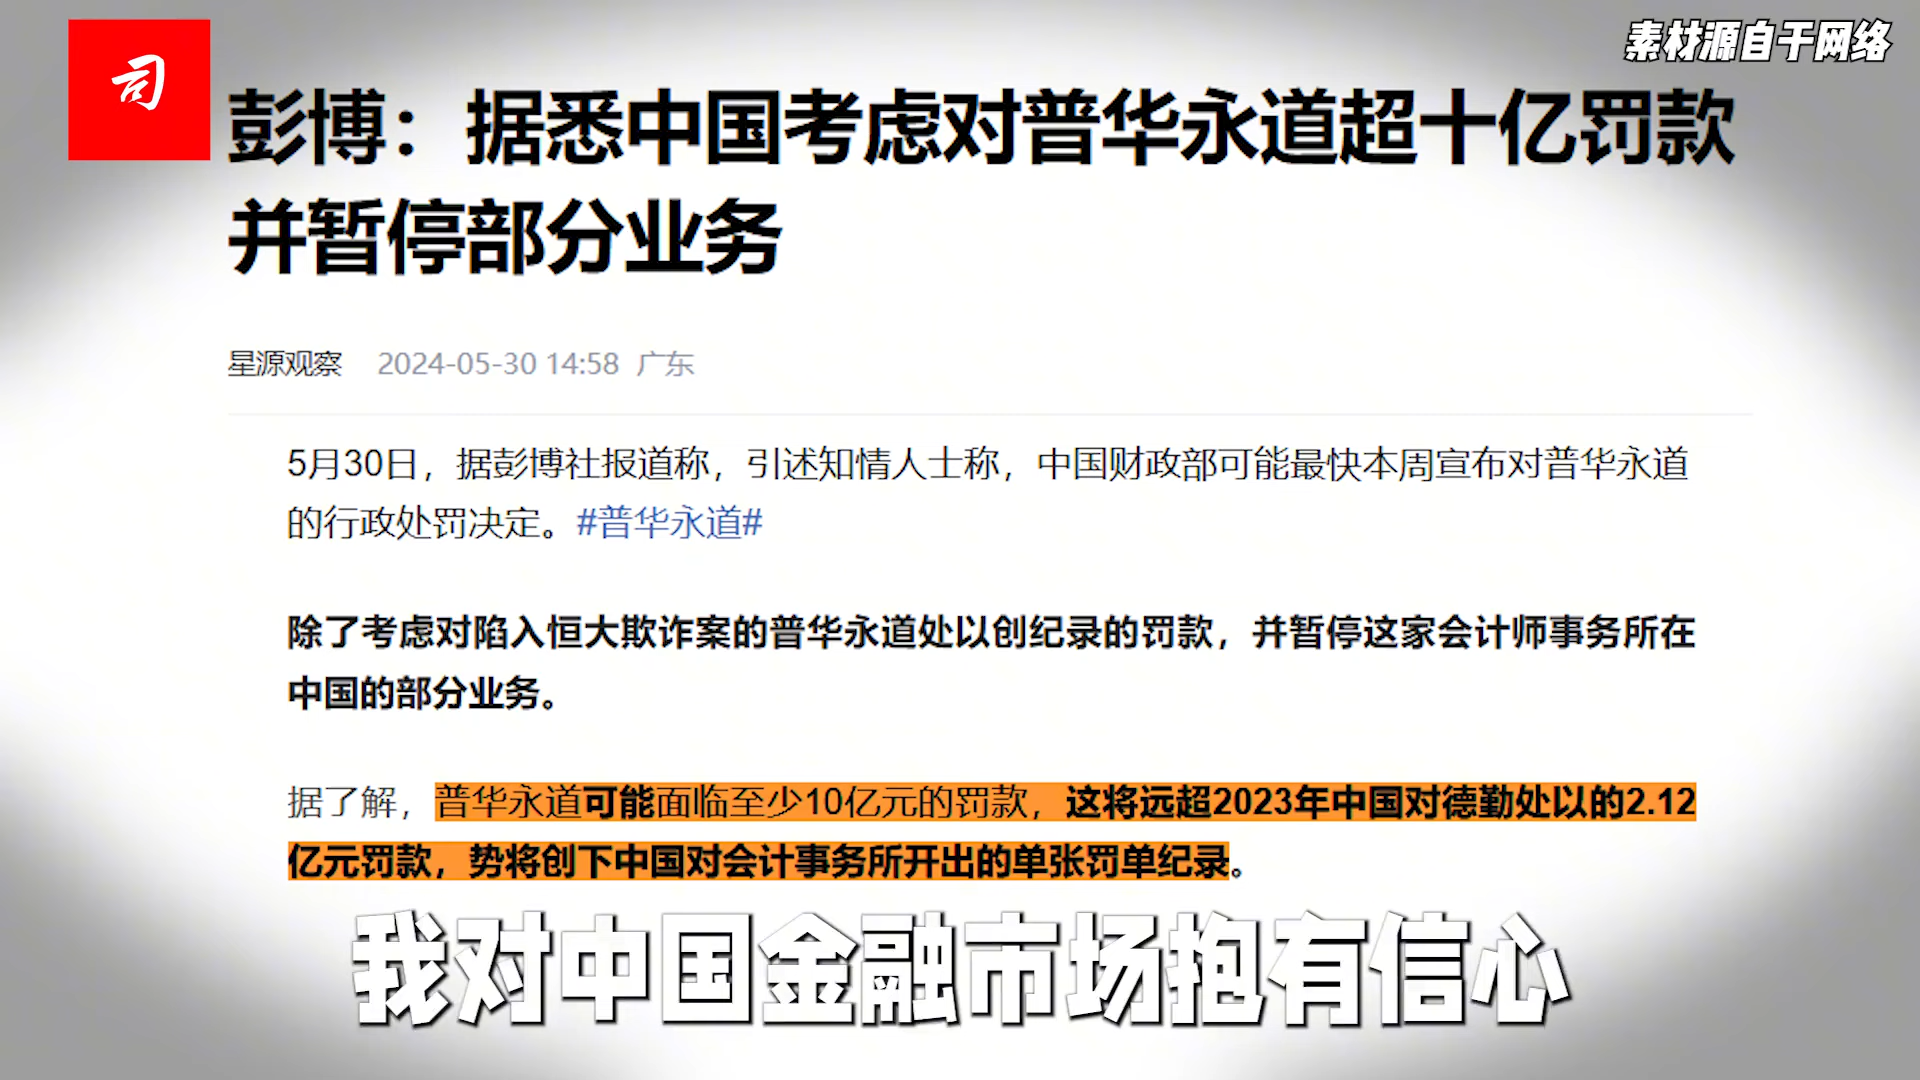 素材源自于网络
司
彭博：据悉中国考虑对普华永道超十亿罚款
并暂停部分业务
星源观察 2024-05-30 14:58 广东
5月30日，据彭博社报道称，引述知情人士称，中国财政部可能最快本周宣布对普华永道
的行政处罚决定。#普华永道#
除了考虑对陷入恒大欺诈案的普华永道处以创纪录的罚款，并暂停这家会计师事务所在
中国的部分业务。
据了解，普华永道可能面临至少10亿元的罚款，这将远超2023年中国对德勤处以的2.12
亿元罚款，势将创下中国对会计事务所开出的单张罚单纪录。
我对中国金融市场抱有信心